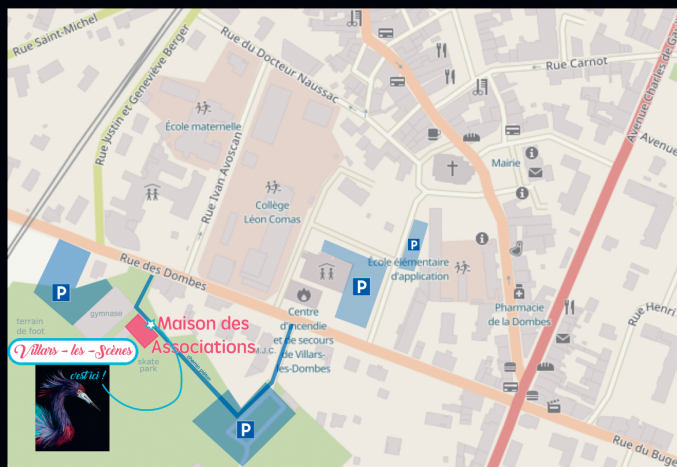 Rue Saint-Michel
Rue Justin et Geneviève Berger
Rue du Docteur Naussac
Rue Carnot
Avenue Charles de Gau
Avenue
École maternelle
Rue Ivan Avoscan
Mairie
Collège
Léon Comas
P
École élémentaire
d'application
Rue des Dombes
P
P
Centre
d'incendie
et de secours
de Villars-
les-Dombes
Pharmacie
de la Dombes
Rue Henri
gymnase
terrain
de foot
Maison des
Associations
M.J.C.
Villars - les - Scènes
skate
park
c'est ici !
P
Rue du Buge